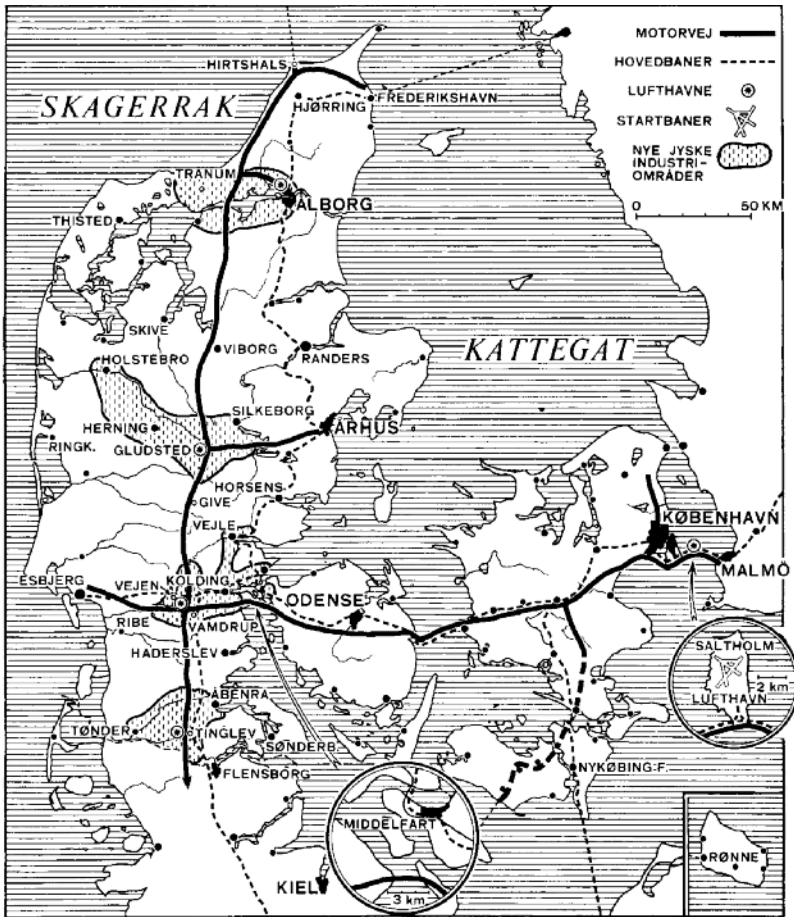 MOTORVEJ
HOVEDBANER
LUFTHAVNE
STARTBANER
NYE JYSKE
INDUSTRI-
OMRÅDER
0 50 KM
HIRTSHALS
SKAGERRAK
HJØRRING
FREDERIKSHAVN
TRANUM
ÅLBORG
THISTED
SKIVE
VIBORG
RANDERS
KATTEGAT
HOLSTEBRO
SILKEBORG
HERNING
ÅRHUS
RINGK.
GLUDSTED
HORSENS
GIVE
VEJLE
KØBENHAVN
MALMÖ
ESBJERG
VEJEN
KOLDING
ODENSE
RIBE
VAMDRUP
HADERSLEV
SALTHOLM
LUFTHAVN
2 km
ÅBENRÅ
TØNDER
TINGLEV
SØNDERB.
FLENSBORG
NYKØBING F.
MIDDELFART
RØNNE
KIEL
3 km